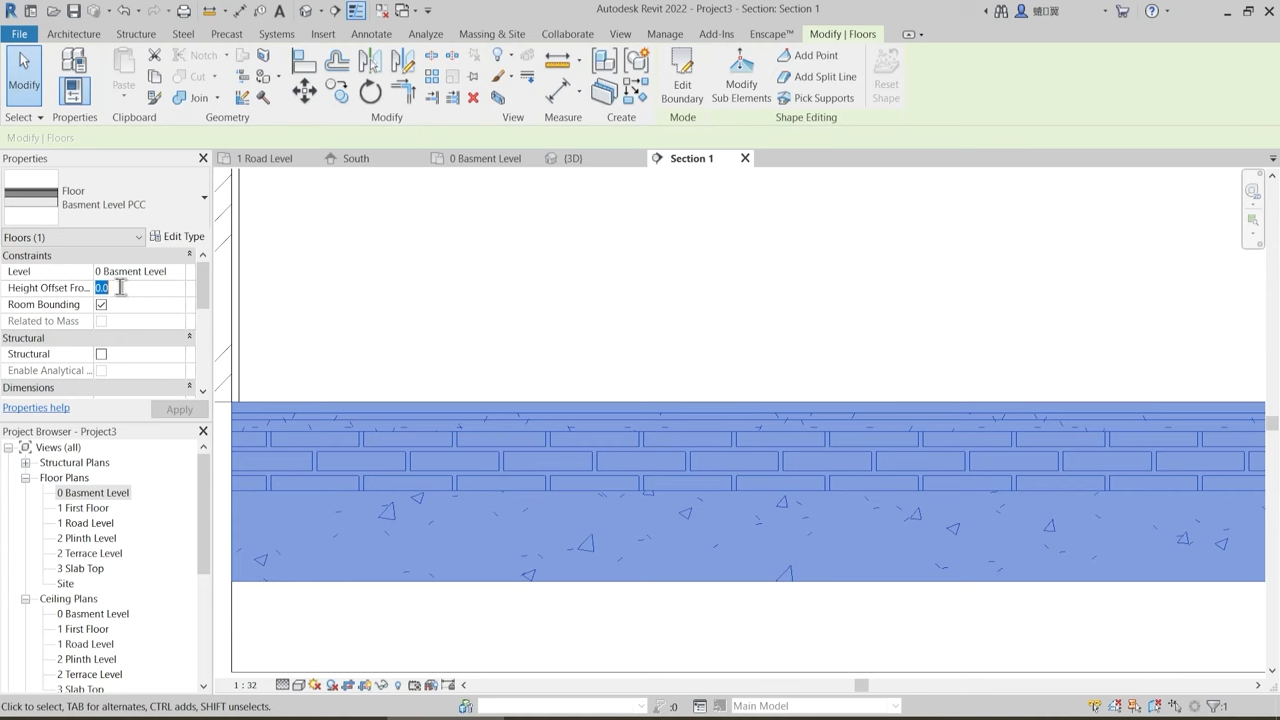 Autodesk Revit 2022 - Project3 - Section: Section 1
File Architecture Structure Steel Precast Systems Insert Annotate Analyze Massing & Site Collaborate View Manage Add-Ins Enscape™ Modify | Floors
Modify
Paste
Notch
Cut
Join
Edit Boundary
Modify Sub Elements
Add Point
Add Split Line
Pick Supports
Reset Shape
Select Properties Clipboard Geometry Modify View Measure Create Mode Shape Editing
Modify | Floors
Properties
1 Road Level South 0 Basment Level {3D} Section 1
Floor
Basment Level PCC
Floors (1) Edit Type
Constraints
Level 0 Basment Level
Height Offset Fro... 0.0
Room Bounding
Related to Mass
Structural
Structural
Enable Analytical ...
Dimensions
Properties help Apply
Project Browser - Project3
Views (all)
Structural Plans
Floor Plans
0 Basment Level
1 First Floor
1 Road Level
2 Plinth Level
2 Terrace Level
3 Slab Top
Site
Ceiling Plans
0 Basment Level
1 First Floor
1 Road Level
2 Plinth Level
2 Terrace Level
3 Slab Top
1 : 32
Click to select, TAB for alternates, CTRL adds, SHIFT unselects. :0 Main Model :1